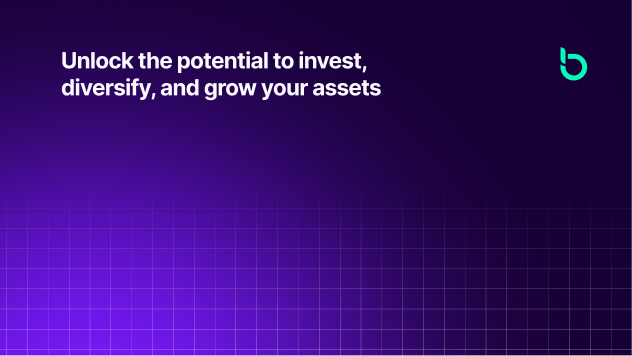 Unlock the potential to invest,
diversify, and grow your assets